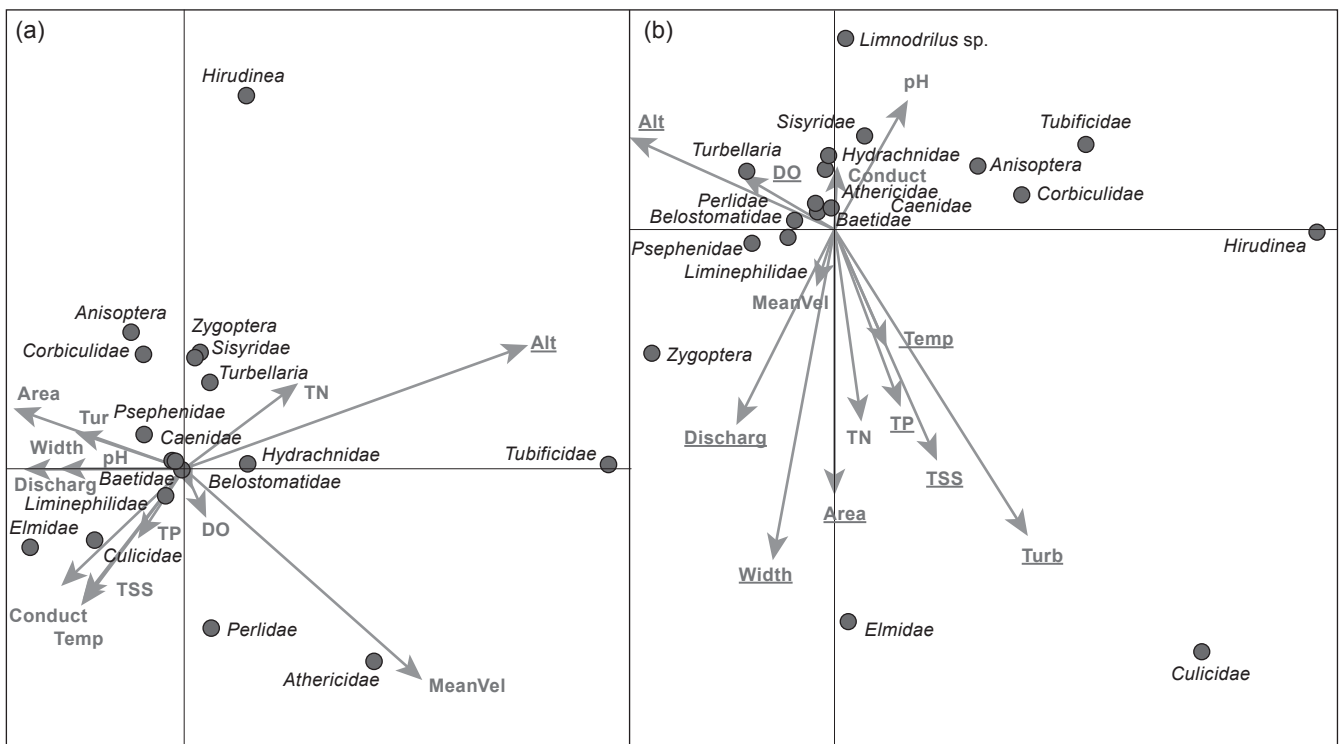 (a)
Hirudinea
Anisoptera
Zygoptera
Corbiculidae
Sisyridae
Alt
Turbellaria
Area
TN
Tur
Psephenidae
Caenidae
Width
pH
Hydrachnidae
Tubificidae
Discharg
Baetidae
Belostomatidae
Liminephilidae
Elmidae
TP
DO
Culicidae
TSS
Conduct
Temp
Perlidae
Athericidae
MeanVel
(b)
Limnodrilus sp.
pH
Alt
Sisyridae
Tubificidae
Turbellaria
Hydrachnidae
Anisoptera
DO
Conduct
Perlidae
Athericidae
Corbiculidae
Belostomatidae
Caenidae
Baetidae
Psephenidae
Hirudinea
Liminephilidae
MeanVel
Temp
Zygoptera
Discharg
TN
TP
TSS
Area
Turb
Width
Elmidae
Culicidae